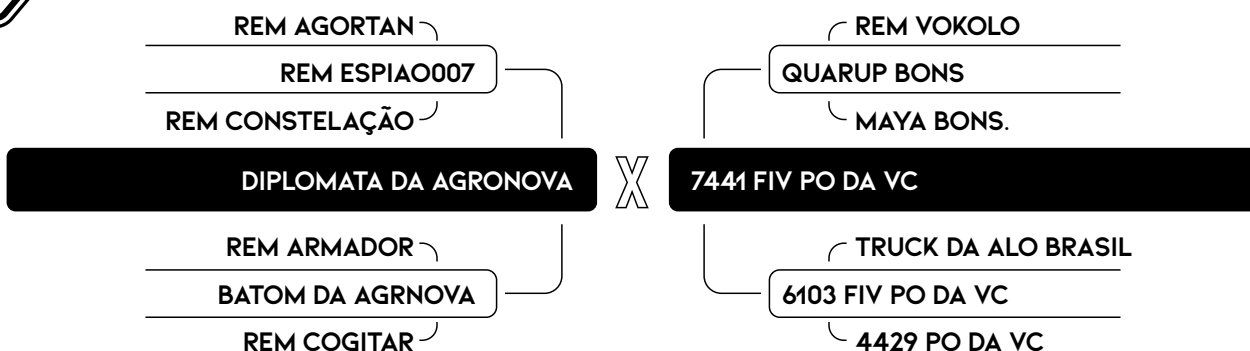 REM AGORTAN
REM VOKOLO
REM ESPIAO007
QUARUP BONS
REM CONSTELAÇÃO
MAYA BONS.
DIPLOMATA DA AGRONOVA
X
7441 FIV PO DA VC
REM ARMADOR
TRUCK DA ALO BRASIL
BATOM DA AGRNOVA
6103 FIV PO DA VC
REM COGITAR
4429 PO DA VC